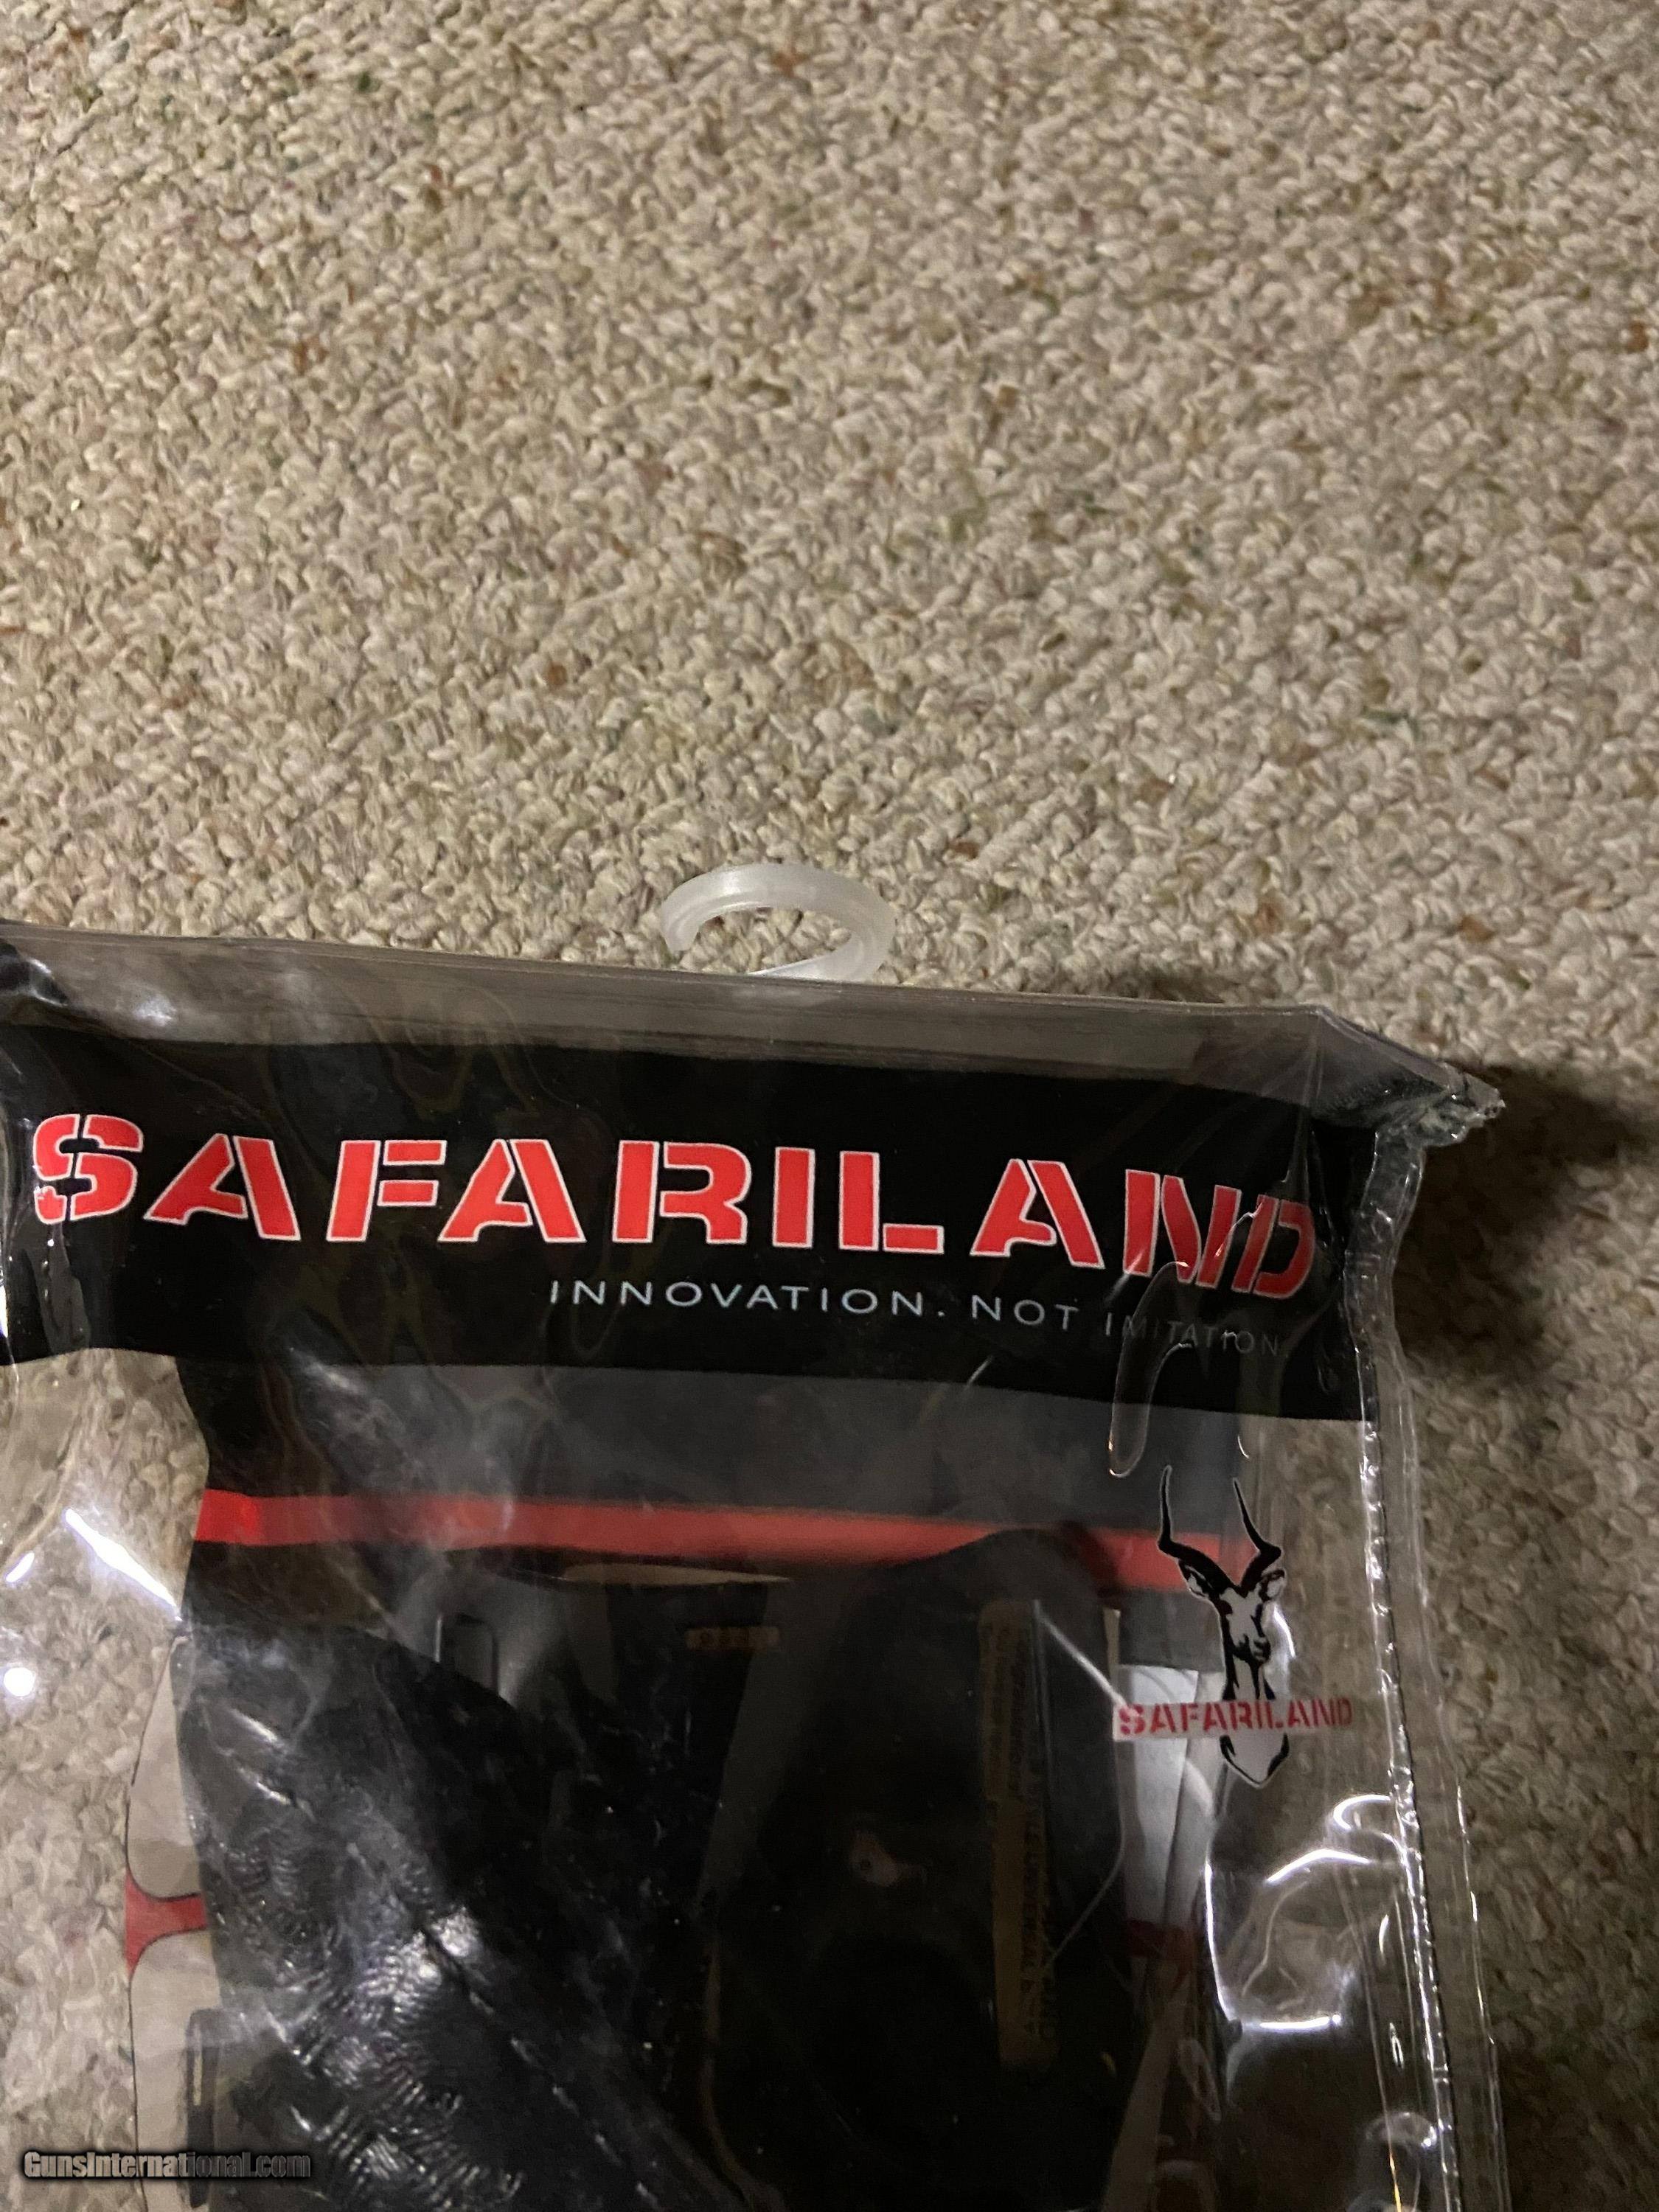 SAFARILAND
INNOVATION. NOT IMITATION.
SAFARILAND
GunsInternational.com